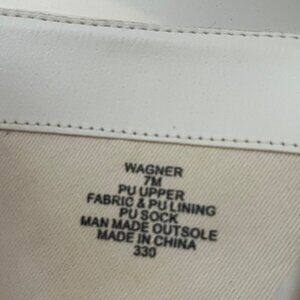 WAGNER
7M
PU UPPER
FABRIC & PU LINING
PU SOCK
MAN MADE OUTSOLE
MADE IN CHINA
330